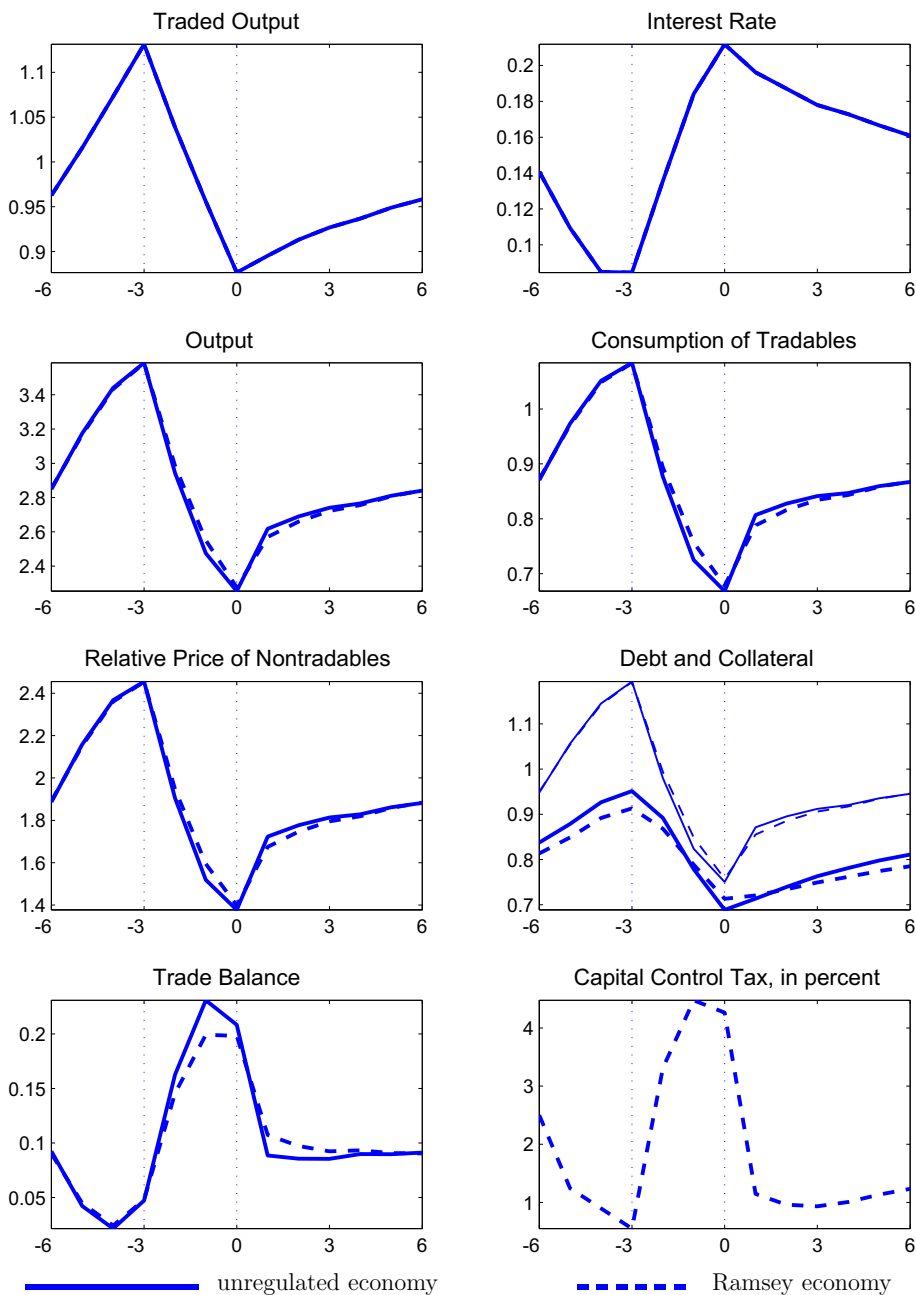 Traded Output
1.1
1.05
1
0.95
0.9
-6 -3 0 3 6
Interest Rate
0.2
0.18
0.16
0.14
0.12
0.1
-6 -3 0 3 6
Output
3.4
3.2
3
2.8
2.6
2.4
-6 -3 0 3 6
Consumption of Tradables
1
0.9
0.8
0.7
-6 -3 0 3 6
Relative Price of Nontradables
2.4
2.2
2
1.8
1.6
1.4
-6 -3 0 3 6
Debt and Collateral
1.1
1
0.9
0.8
0.7
-6 -3 0 3 6
Trade Balance
0.2
0.15
0.1
0.05
-6 -3 0 3 6
Capital Control Tax, in percent
4
3
2
1
-6 -3 0 3 6
unregulated economy
Ramsey economy